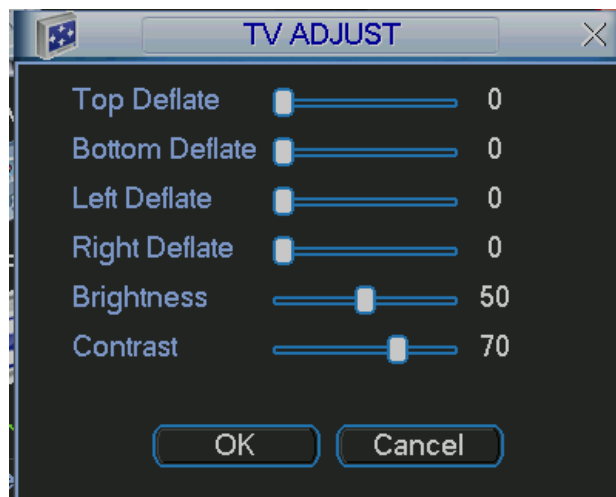 TV ADJUST
Top Deflate 0
Bottom Deflate 0
Left Deflate 0
Right Deflate 0
Brightness 50
Contrast 70
OK Cancel